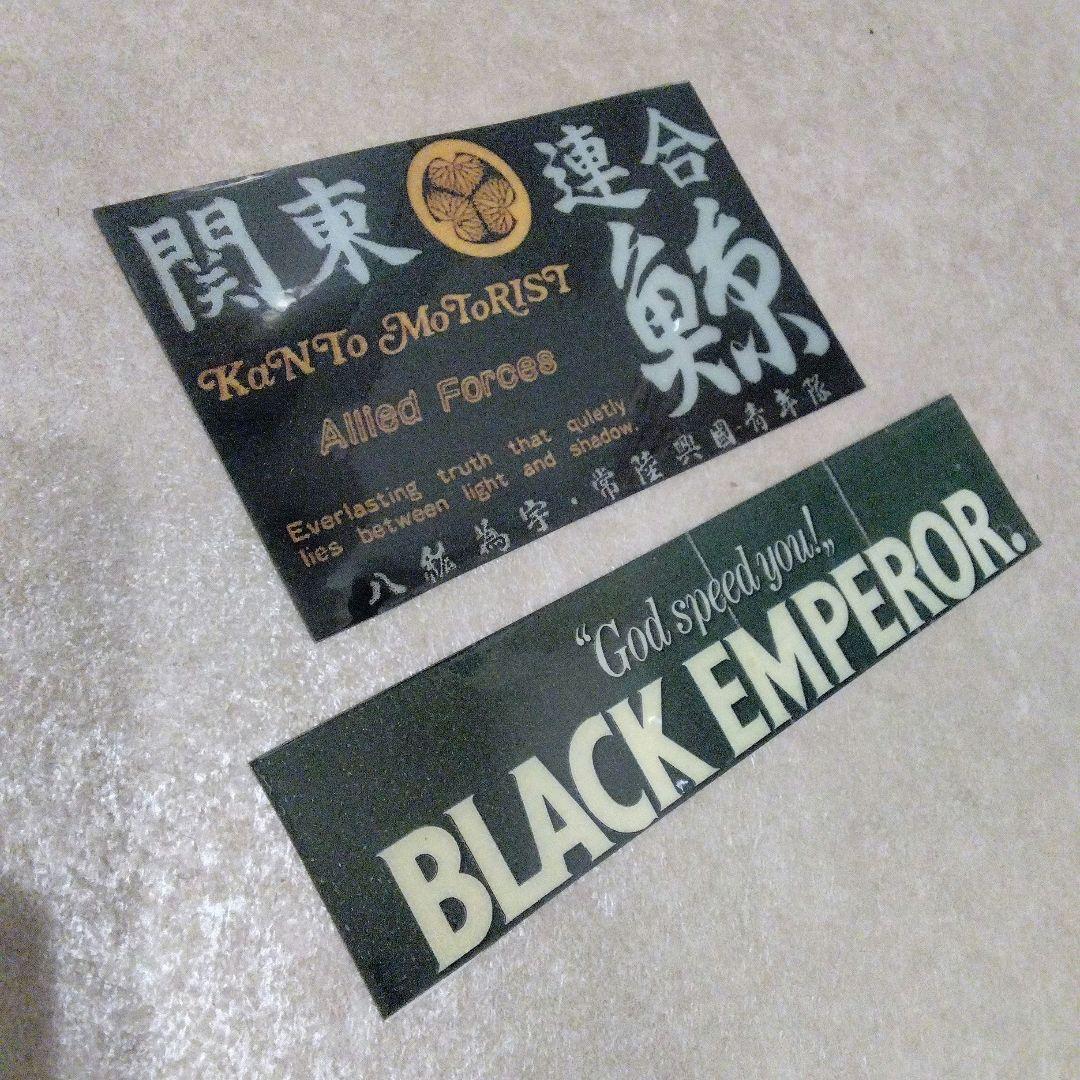 関東 連合
鯨
KaNTo MoToRIST
Allied Forces
Everlasting truth that quietly
lies between light and shadow.
八紘為宇・常陸興國・青年隊
“God speed you!„
BLACK EMPEROR.